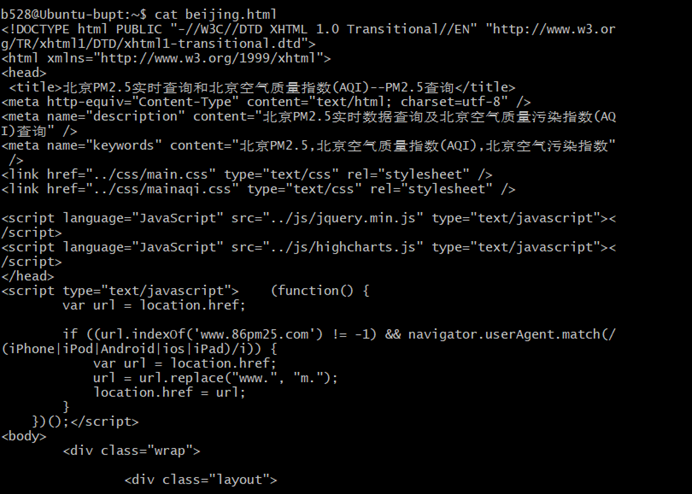 b528@Ubuntu-bupt:~$ cat beijing.html
<!DOCTYPE html PUBLIC "-//W3C//DTD XHTML 1.0 Transitional//EN" "http://www.w3.or
g/TR/xhtml1/DTD/xhtml1-transitional.dtd">
<html xmlns="http://www.w3.org/1999/xhtml">
<head>
 <title>北京PM2.5实时查询和北京空气质量指数(AQI)--PM2.5查询</title>
<meta http-equiv="Content-Type" content="text/html; charset=utf-8" />
<meta name="description" content="北京PM2.5实时数据查询及北京空气质量污染指数(AQ
I)查询" />
<meta name="keywords" content="北京PM2.5,北京空气质量指数(AQI),北京空气污染指数"
 />
<link href="../css/main.css" type="text/css" rel="stylesheet" />
<link href="../css/mainaqi.css" type="text/css" rel="stylesheet" />

<script language="JavaScript" src="../js/jquery.min.js" type="text/javascript"><
/script>
<script language="JavaScript" src="../js/highcharts.js" type="text/javascript"><
/script>
</head>
<script type="text/javascript">    (function() {
        var url = location.href;

        if ((url.indexOf('www.86pm25.com') != -1) && navigator.userAgent.match(/
(iPhone|iPod|Android|ios|iPad)/i)) {
            var url = location.href;
            url = url.replace("www.", "m.");
            location.href = url;
        }
    })();</script>
<body>
        <div class="wrap">

                <div class="layout">